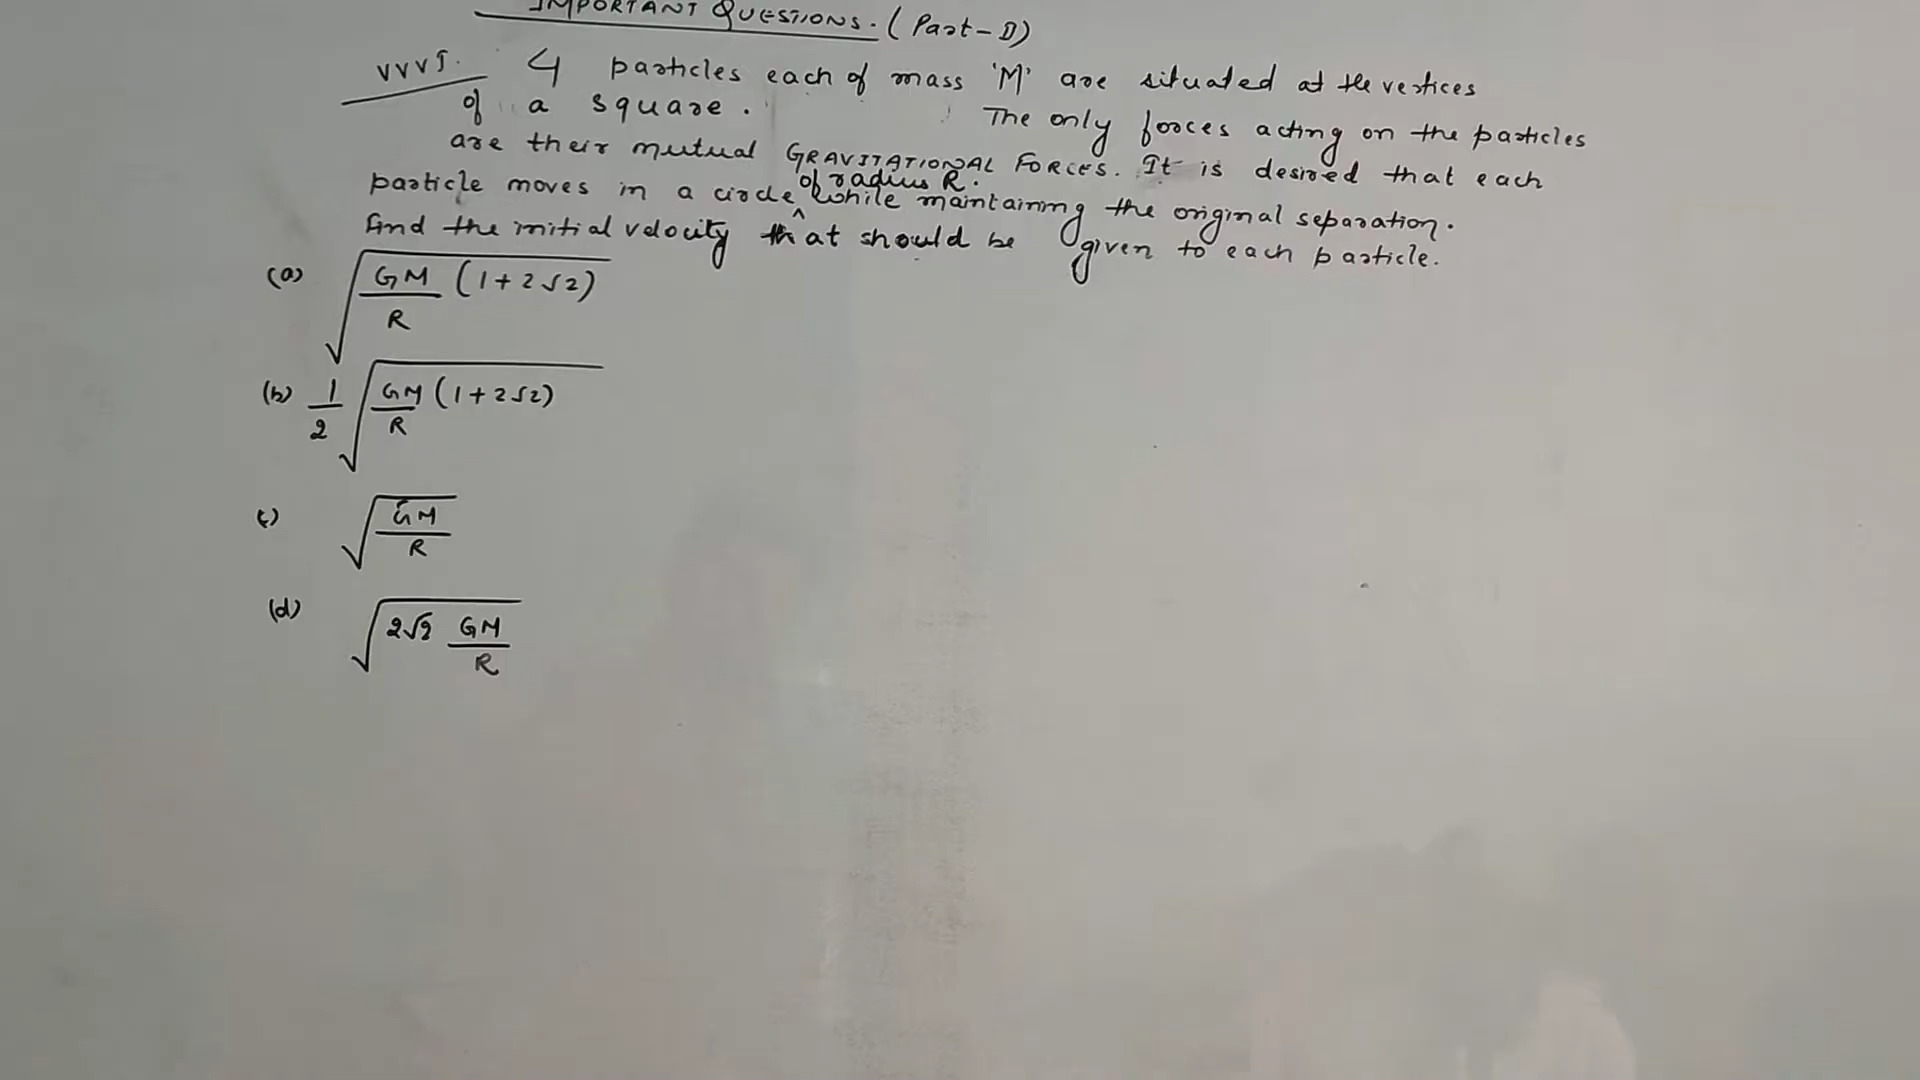 IMPORTANT QUESTIONS. (Part-I)
VVVI. 4 particles each of mass 'M' are situated at the vertices
of a square. The only forces acting on the particles
are their mutual GRAVITATIONAL FORCES. It is desired that each
particle moves in a circle of radius R. while maintaining the original separation.
find the initial velocity that should be given to each particle.
(a) √(GM/R (1+2√2))
(b) 1/2 √(GM/R (1+2√2))
(c) √(GM/R)
(d) √(2√2 GM/R)